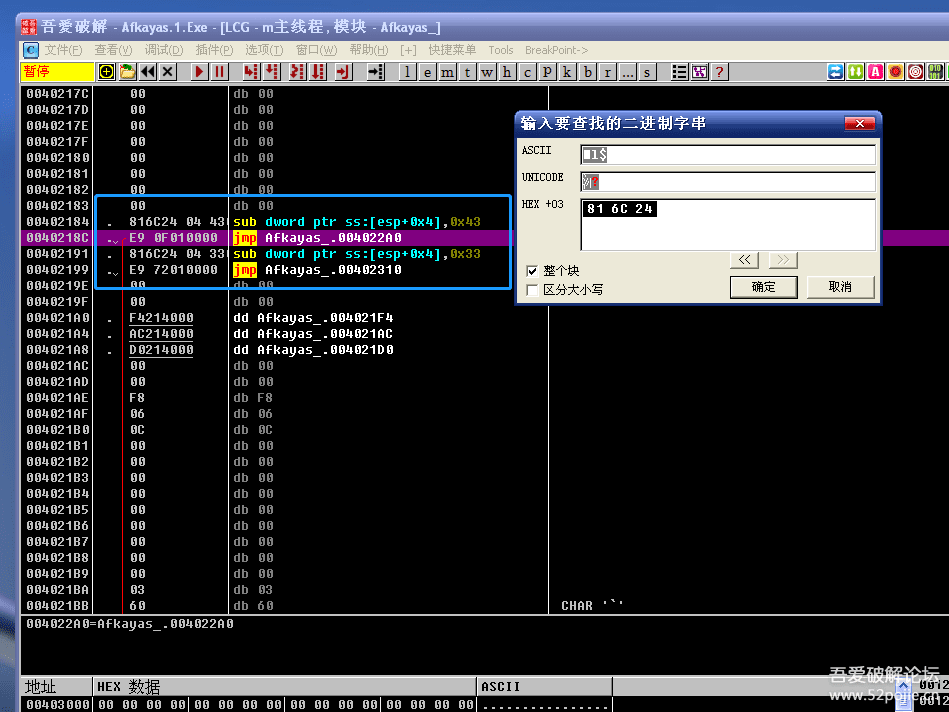 吾爱破解 - Afkayas.1.Exe - [LCG - m主线程,模块 - Afkayas_]
文件(F) 查看(V) 调试(D) 插件(P) 选项(T) 窗口(W) 帮助(H) [+] 快捷菜单 Tools BreakPoint->
暂停 l e m t w h c p k b r ... s ?
0040217C 00 db 00
0040217D 00 db 00
0040217E 00 db 00
0040217F 00 db 00
00402180 00 db 00
00402181 00 db 00
00402182 00 db 00
00402183 00 db 00
00402184 . 816C24 04 43 sub dword ptr ss:[esp+0x4],0x43
0040218C . E9 0F010000 jmp Afkayas_.004022A0
00402191 . 816C24 04 33 sub dword ptr ss:[esp+0x4],0x33
00402199 . E9 72010000 jmp Afkayas_.00402310
0040219E 00 db 00
0040219F 00 db 00
004021A0 . F4214000 dd Afkayas_.004021F4
004021A4 . AC214000 dd Afkayas_.004021AC
004021A8 . D0214000 dd Afkayas_.004021D0
004021AC 00 db 00
004021AD 00 db 00
004021AE F8 db F8
004021AF 06 db 06
004021B0 0C db 0C
004021B1 00 db 00
004021B2 00 db 00
004021B3 00 db 00
004021B4 00 db 00
004021B5 00 db 00
004021B6 00 db 00
004021B7 00 db 00
004021B8 00 db 00
004021B9 00 db 00
004021BA 03 db 03
004021BB 60 db 60 CHAR '`'
004022A0=Afkayas_.004022A0
地址 HEX 数据 ASCII
00403000 00 00 00 00 00 00 00 00 00 00 00 00 00 00 00 00 ................
输入要查找的二进制字串
ASCII l$
UNICODE ?
HEX +03 81 6C 24
<< >>
整个块
区分大小写
确定 取消
吾爱破解论坛
www.52pojie.cn